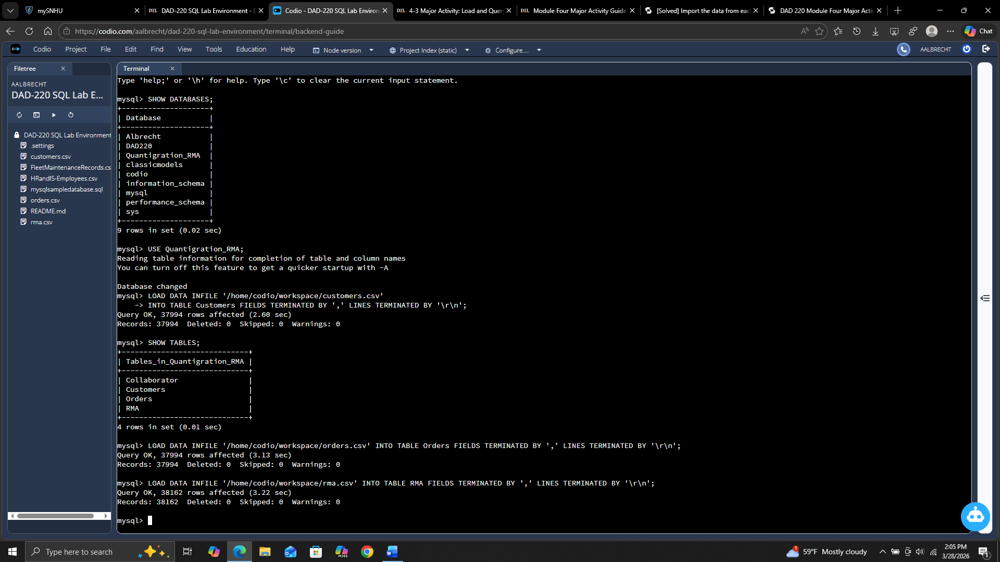 mySNHU
D2L DAD-220 SQL Lab Environment - D
Codio - DAD-220 SQL Lab Environ
D2L 4-3 Major Activity: Load and Quer
D2L Module Four Major Activity Guide
[Solved] Import the data from eac
DAD 220 Module Four Major Activ
https://codio.com/aalbrecht/dad-220-sql-lab-environment/terminal/backend-guide
Chat
Codio Project File Edit Find View Tools Education Help Node version Project Index (static) Configure.... AALBRECHT
Filetree
AALBRECHT
DAD-220 SQL Lab E...
DAD-220 SQL Lab Environment
.settings
customers.csv
FleetMaintenanceRecords.cs
HRandIS-Employees.csv
mysqlsampledatabase.sql
orders.csv
README.md
rma.csv
Terminal
Type 'help;' or '\h' for help. Type '\c' to clear the current input statement.
mysql> SHOW DATABASES;
+--------------------+
| Database           |
+--------------------+
| Albrecht           |
| DAD220             |
| Quantigration_RMA  |
| classicmodels      |
| codio              |
| information_schema |
| mysql              |
| performance_schema |
| sys                |
+--------------------+
9 rows in set (0.02 sec)
mysql> USE Quantigration_RMA;
Reading table information for completion of table and column names
You can turn off this feature to get a quicker startup with -A
Database changed
mysql> LOAD DATA INFILE '/home/codio/workspace/customers.csv'
    -> INTO TABLE Customers FIELDS TERMINATED BY ',' LINES TERMINATED BY '\r\n';
Query OK, 37994 rows affected (2.60 sec)
Records: 37994  Deleted: 0  Skipped: 0  Warnings: 0
mysql> SHOW TABLES;
+-----------------------------+
| Tables_in_Quantigration_RMA |
+-----------------------------+
| Collaborator                |
| Customers                   |
| Orders                      |
| RMA                         |
+-----------------------------+
4 rows in set (0.01 sec)
mysql> LOAD DATA INFILE '/home/codio/workspace/orders.csv' INTO TABLE Orders FIELDS TERMINATED BY ',' LINES TERMINATED BY '\r\n';
Query OK, 37994 rows affected (3.13 sec)
Records: 37994  Deleted: 0  Skipped: 0  Warnings: 0
mysql> LOAD DATA INFILE '/home/codio/workspace/rma.csv' INTO TABLE RMA FIELDS TERMINATED BY ',' LINES TERMINATED BY '\r\n';
Query OK, 38162 rows affected (3.22 sec)
Records: 38162  Deleted: 0  Skipped: 0  Warnings: 0
mysql>
Type here to search
M365
1
59°F Mostly cloudy
2:05 PM
3/28/2026
1